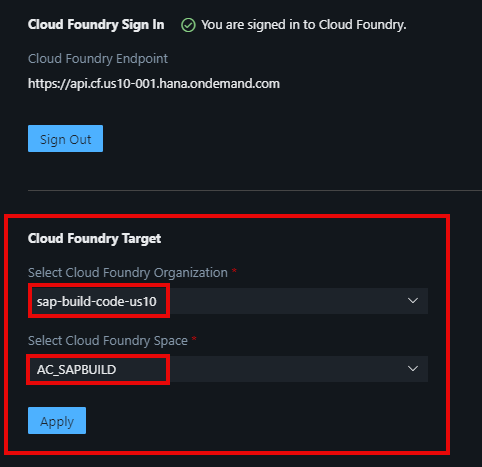 Cloud Foundry Sign In You are signed in to Cloud Foundry.
Cloud Foundry Endpoint
https://api.cf.us10-001.hana.ondemand.com
Sign Out
Cloud Foundry Target
Select Cloud Foundry Organization *
sap-build-code-us10
Select Cloud Foundry Space *
AC_SAPBUILD
Apply